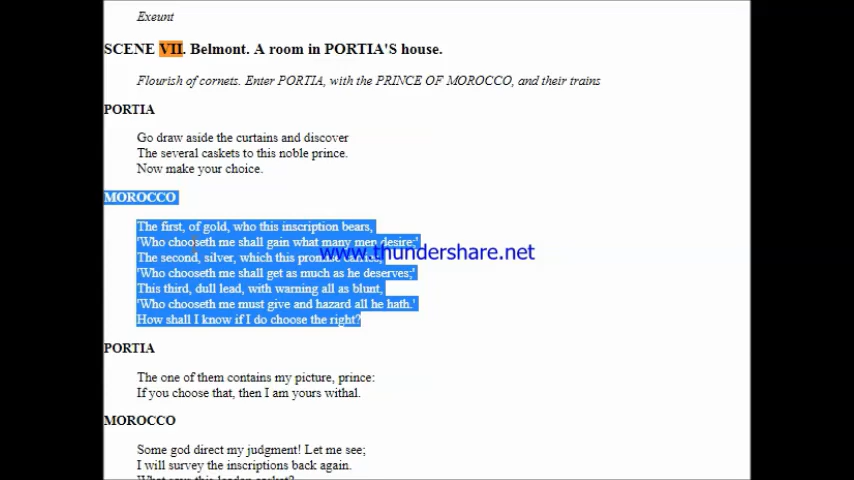 Exeunt
SCENE VII. Belmont. A room in PORTIA'S house.
Flourish of cornets. Enter PORTIA, with the PRINCE OF MOROCCO, and their trains
PORTIA
Go draw aside the curtains and discover
The several caskets to this noble prince.
Now make your choice.
MOROCCO
The first, of gold, who this inscription bears,
'Who chooseth me shall gain what many men desire;'
www.thundershare.net
The second, silver, which this
'Who chooseth me shall get as much as he deserves;'
This third, dull lead, with warning all as blunt,
'Who chooseth me must give and hazard all he hath.'
How shall I know if I do choose the right?
PORTIA
The one of them contains my picture, prince:
If you choose that, then I am yours withal.
MOROCCO
Some god direct my judgment! Let me see;
I will survey the inscriptions back again.
What says this leaden casket?